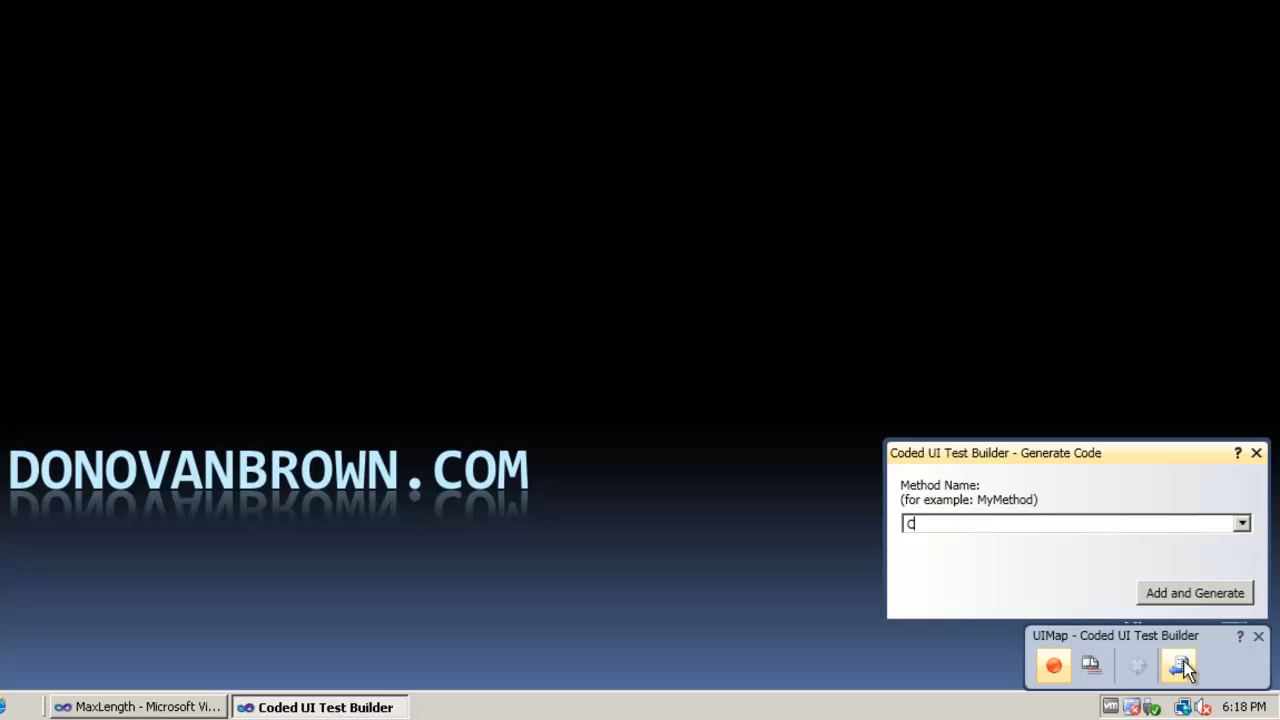 DONOVANBROWN.COM
Coded UI Test Builder - Generate Code
Method Name:
(for example: MyMethod)
C
Add and Generate
UIMap - Coded UI Test Builder
MaxLength - Microsoft Vi...
Coded UI Test Builder
vm
6:18 PM